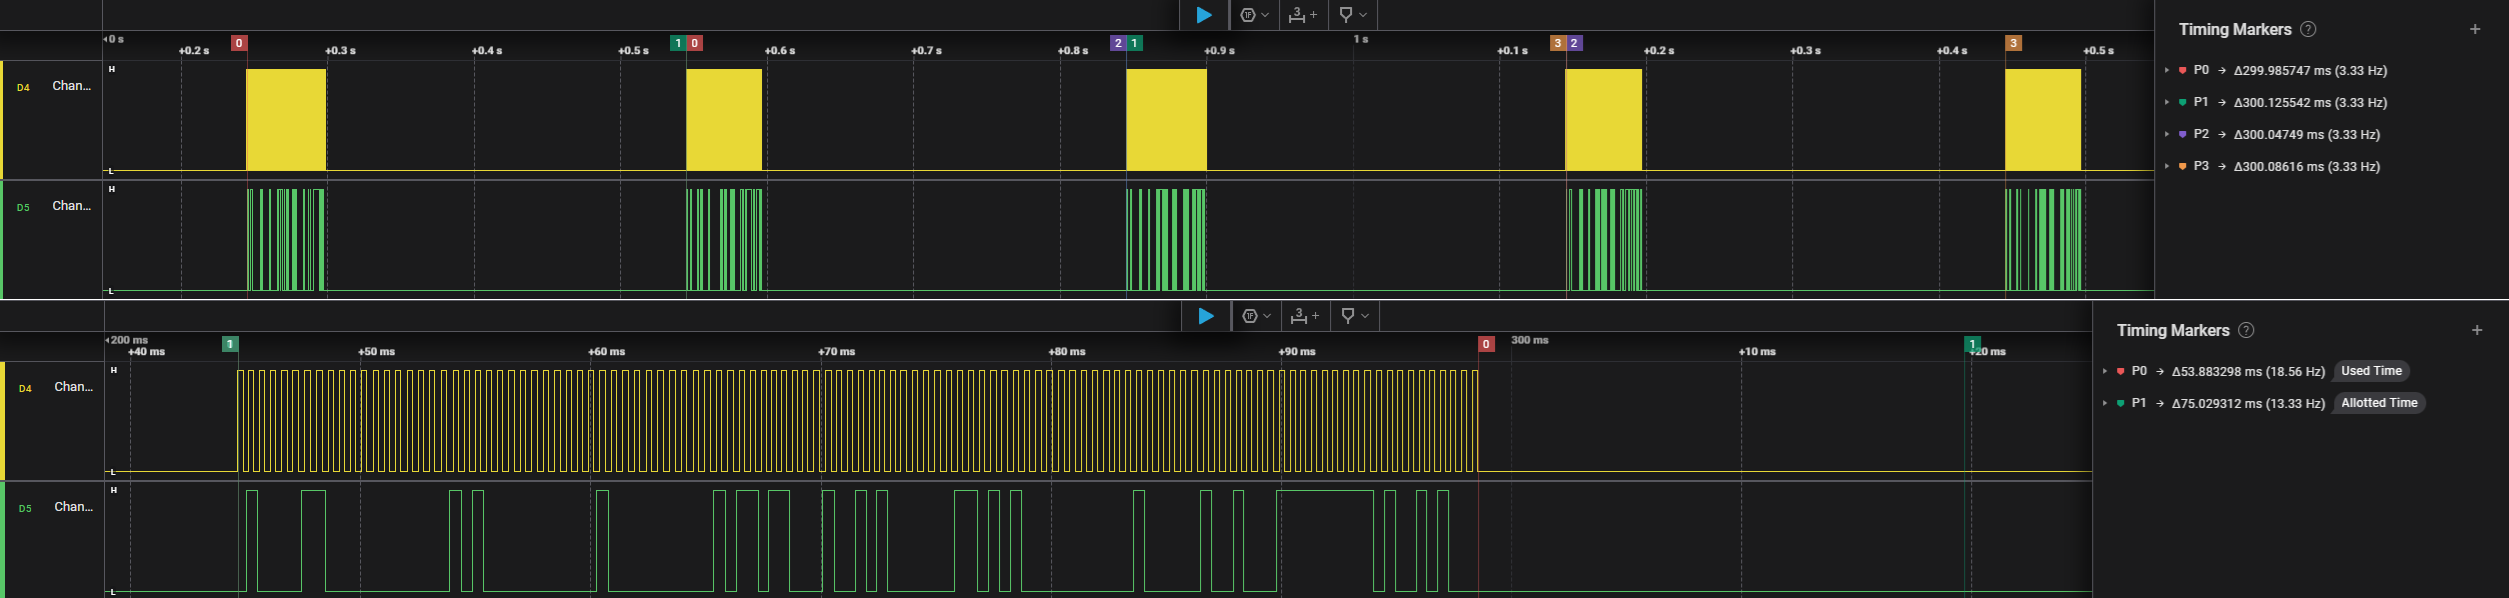 3 +
Timing Markers ? +
0 s
+0.2 s 0 +0.3 s +0.4 s +0.5 s 1 0 +0.6 s +0.7 s +0.8 s 2 1 +0.9 s 1 s +0.1 s 3 2 +0.2 s +0.3 s +0.4 s 3 +0.5 s
D4 Chan... H L
D5 Chan... H L
P0 → Δ299.985747 ms (3.33 Hz)
P1 → Δ300.125542 ms (3.33 Hz)
P2 → Δ300.04749 ms (3.33 Hz)
P3 → Δ300.08616 ms (3.33 Hz)
3 +
Timing Markers ? +
200 ms 300 ms
+40 ms 1 +50 ms +60 ms +70 ms +80 ms +90 ms 0 +10 ms 1 +20 ms
D4 Chan... H L
D5 Chan... H L
P0 → Δ53.883298 ms (18.56 Hz) Used Time
P1 → Δ75.029312 ms (13.33 Hz) Allotted Time